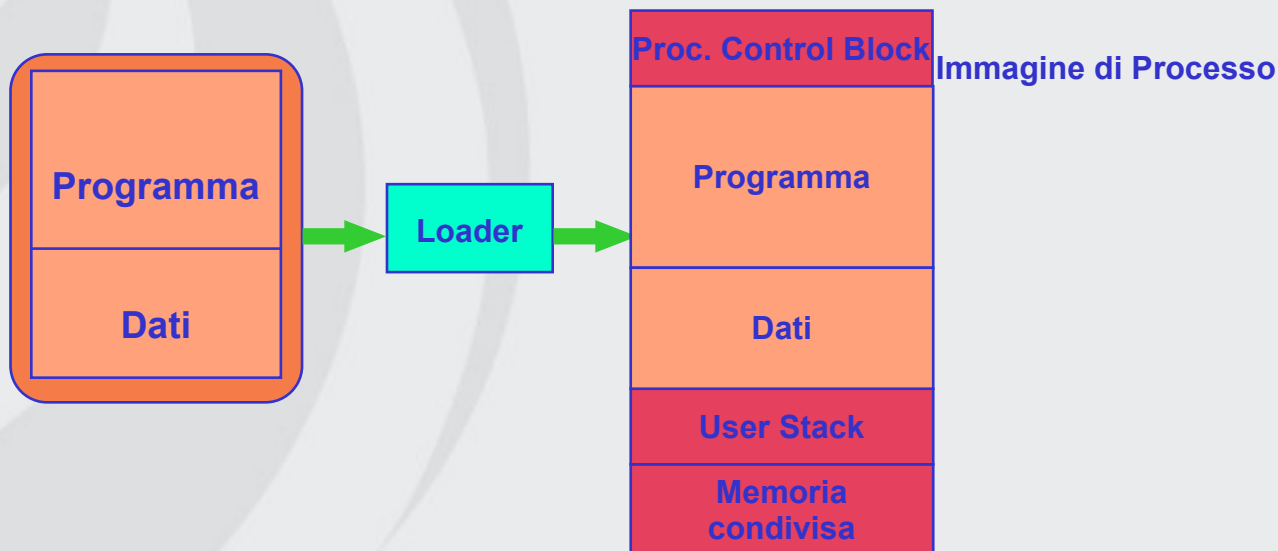 Programma
Dati
Loader
Proc. Control Block
Programma
Dati
User Stack
Memoria
condivisa
Immagine di Processo